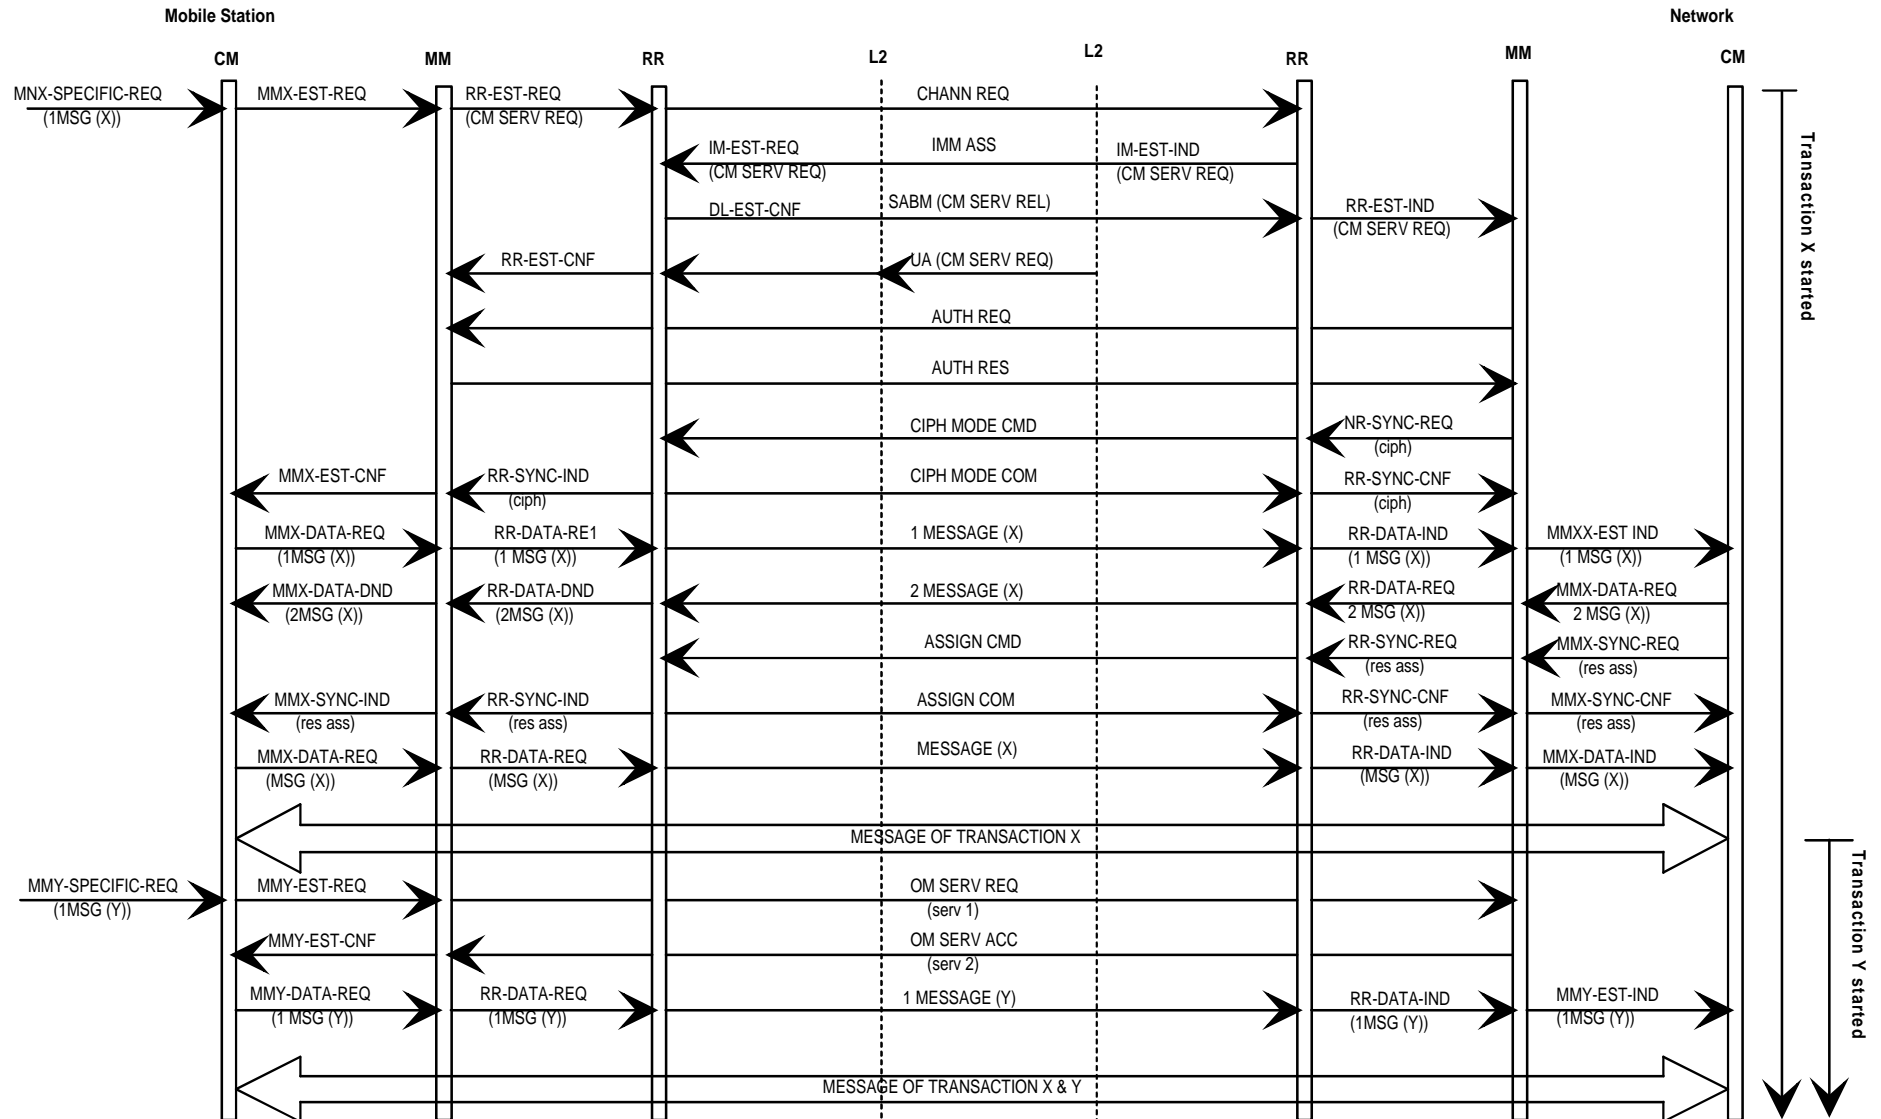 Mobile Station
Network
CM
MM
RR
L2
L2
RR
MM
CM
MNX-SPECIFIC-REQ
(1MSG (X))
MMX-EST-REQ
RR-EST-REQ
(CM SERV REQ)
CHANN REQ
IM-EST-REQ
(CM SERV REQ)
IMM ASS
IM-EST-IND
(CM SERV REQ)
DL-EST-CNF
SABM (CM SERV REL)
RR-EST-IND
(CM SERV REQ)
RR-EST-CNF
UA (CM SERV REQ)
AUTH REQ
AUTH RES
CIPH MODE CMD
NR-SYNC-REQ
(ciph)
MMX-EST-CNF
RR-SYNC-IND
(ciph)
CIPH MODE COM
RR-SYNC-CNF
(ciph)
MMX-DATA-REQ
(1MSG (X))
RR-DATA-RE1
(1 MSG (X))
1 MESSAGE (X)
RR-DATA-IND
(1 MSG (X))
MMXX-EST IND
(1 MSG (X))
MMX-DATA-DND
(2MSG (X))
RR-DATA-DND
(2MSG (X))
2 MESSAGE (X)
RR-DATA-REQ
2 MSG (X))
MMX-DATA-REQ
2 MSG (X))
ASSIGN CMD
RR-SYNC-REQ
(res ass)
MMX-SYNC-REQ
(res ass)
MMX-SYNC-IND
(res ass)
RR-SYNC-IND
(res ass)
ASSIGN COM
RR-SYNC-CNF
(res ass)
MMX-SYNC-CNF
(res ass)
MMX-DATA-REQ
(MSG (X))
RR-DATA-REQ
(MSG (X))
MESSAGE (X)
RR-DATA-IND
(MSG (X))
MMX-DATA-IND
(MSG (X))
MESSAGE OF TRANSACTION X
MMY-SPECIFIC-REQ
(1MSG (Y))
MMY-EST-REQ
OM SERV REQ
(serv 1)
MMY-EST-CNF
OM SERV ACC
(serv 2)
MMY-DATA-REQ
(1 MSG (Y))
RR-DATA-REQ
(1MSG (Y))
1 MESSAGE (Y)
RR-DATA-IND
(1MSG (Y))
MMY-EST-IND
(1MSG (Y))
MESSAGE OF TRANSACTION X & Y
Transaction X started
Transaction Y started